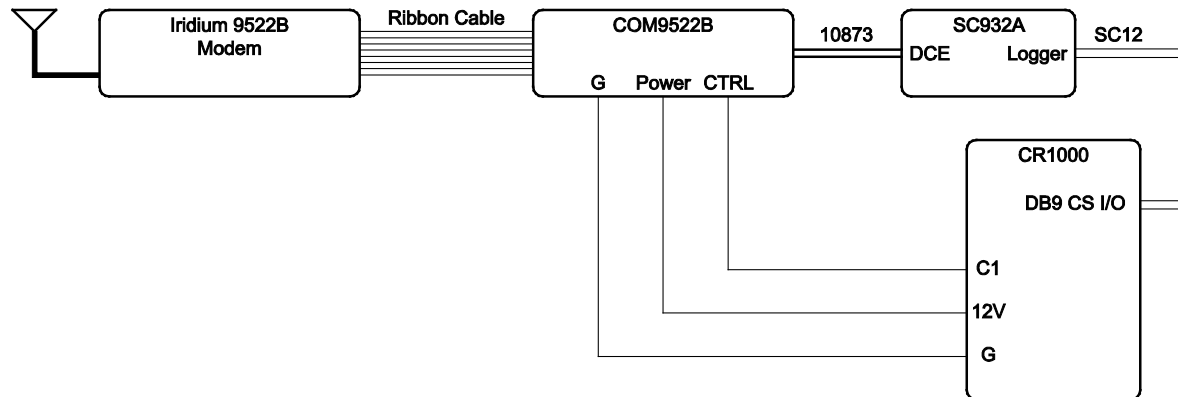 Iridium 9522B
Modem
Ribbon Cable
COM9522B
G Power CTRL
10873
SC932A
DCE Logger
SC12
CR1000
DB9 CS I/O
C1
12V
G